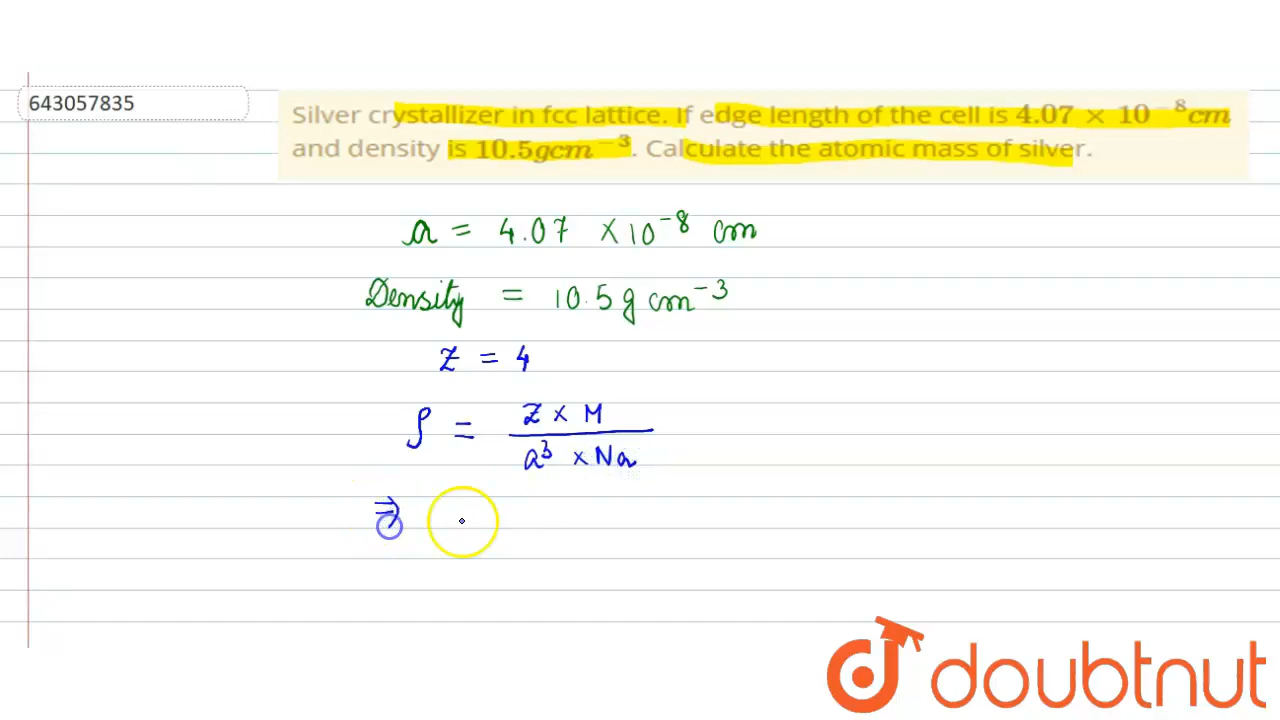 643057835
Silver crystallizer in fcc lattice. If edge length of the cell is 4.07 × 10⁻⁸cm
and density is 10.5gcm⁻³. Calculate the atomic mass of silver.
a = 4.07 × 10⁻⁸ cm
Density = 10.5 g cm⁻³
Z = 4
ρ = Z × M
a³ × Na
⇒
doubtnut